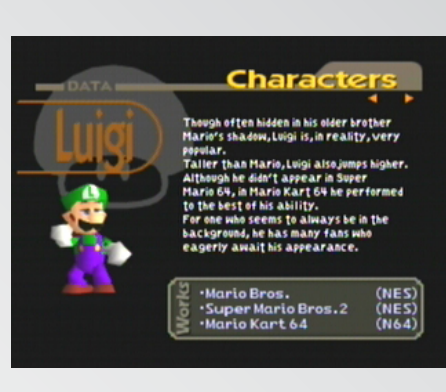 DATA
Characters
Luigi
Though often hidden in his older brother
Mario's shadow, Luigi is, in reality, very
popular.
Taller than Mario, Luigi also jumps higher.
Although he didn't appear in Super
Mario 64, in Mario Kart 64 he performed
to the best of his ability.
For one who seems to always be in the
background, he has many fans who
eagerly await his appearance.
Works
·Mario Bros. (NES)
·Super Mario Bros.2 (NES)
·Mario Kart 64 (N64)
L